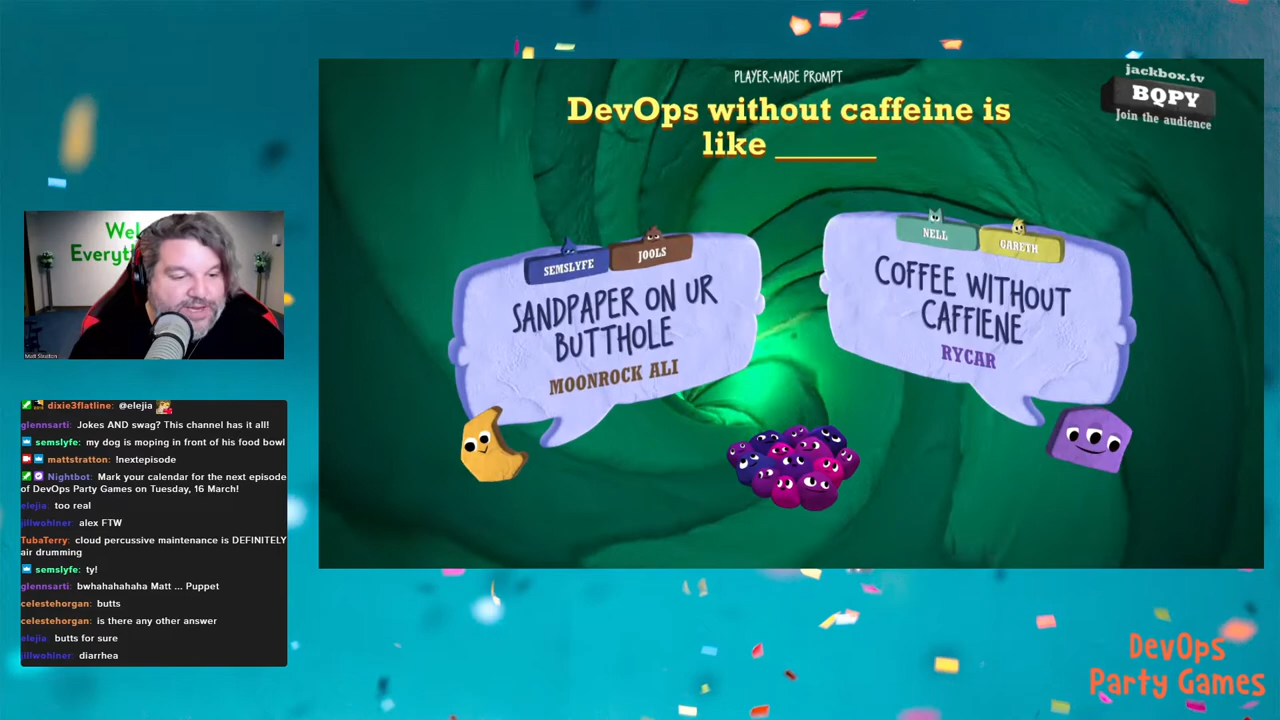 PLAYER-MADE PROMPT
DevOps without caffeine is
like ______
jackbox.tv
BQPY
Join the audience
SEMSLYFE
JOOLS
SANDPAPER ON UR
BUTTHOLE
MOONROCK ALI
NELL
GARETH
COFFEE WITHOUT
CAFFIENE
RYCAR
Wel
Everyth
Matt Stratton
dixie3flatline: @elejia
glennsarti: Jokes AND swag? This channel has it all!
semslyfe: my dog is moping in front of his food bowl
mattstratton: !nextepisode
Nightbot: Mark your calendar for the next episode
of DevOps Party Games on Tuesday, 16 March!
elejia: too real
jillwohlner: alex FTW
TubaTerry: cloud percussive maintenance is DEFINITELY
air drumming
semslyfe: ty!
glennsarti: bwhahahahaha Matt ... Puppet
celestehorgan: butts
celestehorgan: is there any other answer
elejia: butts for sure
jillwohlner: diarrhea
DevOps
Party Games